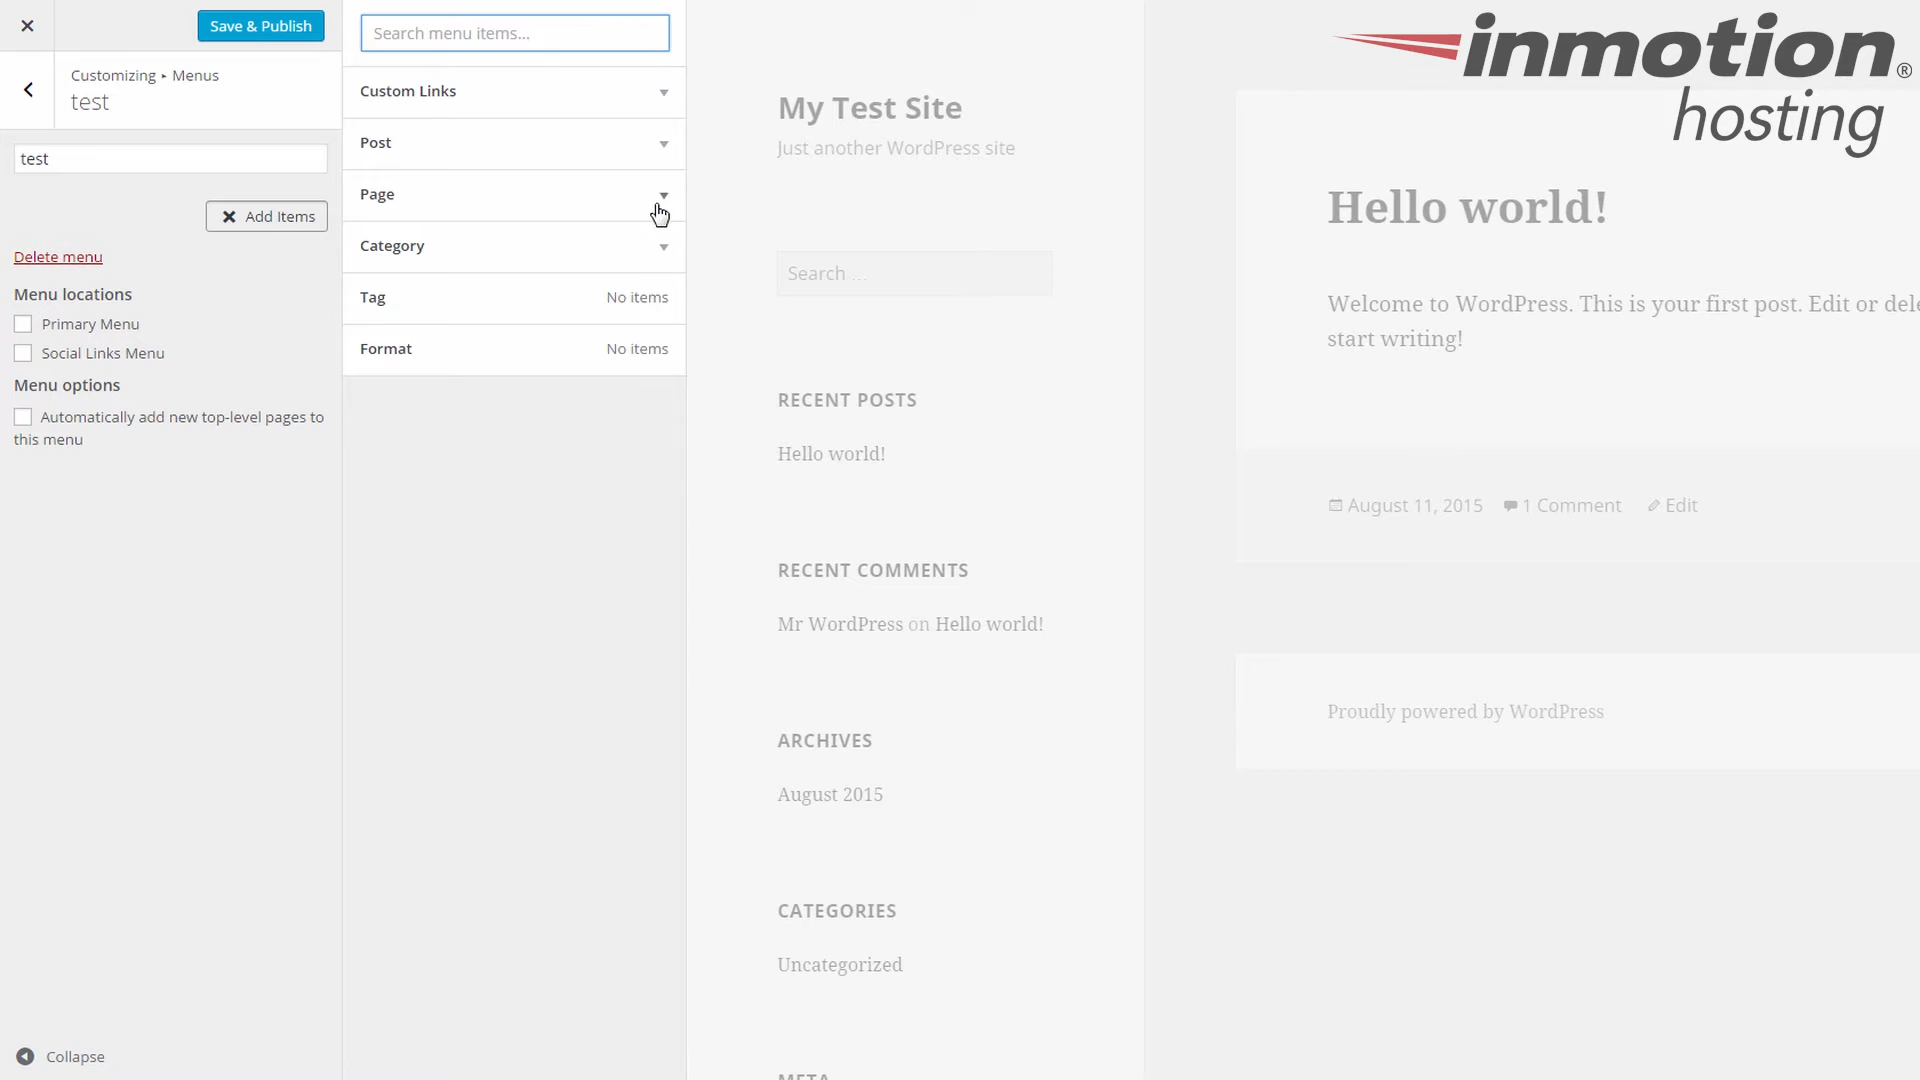 Save & Publish
Customizing ▸ Menus
test
test
Add Items
Delete menu
Menu locations
Primary Menu
Social Links Menu
Menu options
Automatically add new top-level pages to
this menu
Collapse
Search menu items...
Custom Links
Post
Page
Category
Tag No items
Format No items
My Test Site
Just another WordPress site
Search …
RECENT POSTS
Hello world!
RECENT COMMENTS
Mr WordPress on Hello world!
ARCHIVES
August 2015
CATEGORIES
Uncategorized
META
inmotion®
hosting
Hello world!
Welcome to WordPress. This is your first post. Edit or
start writing!
August 11, 2015 1 Comment Edit
Proudly powered by WordPress